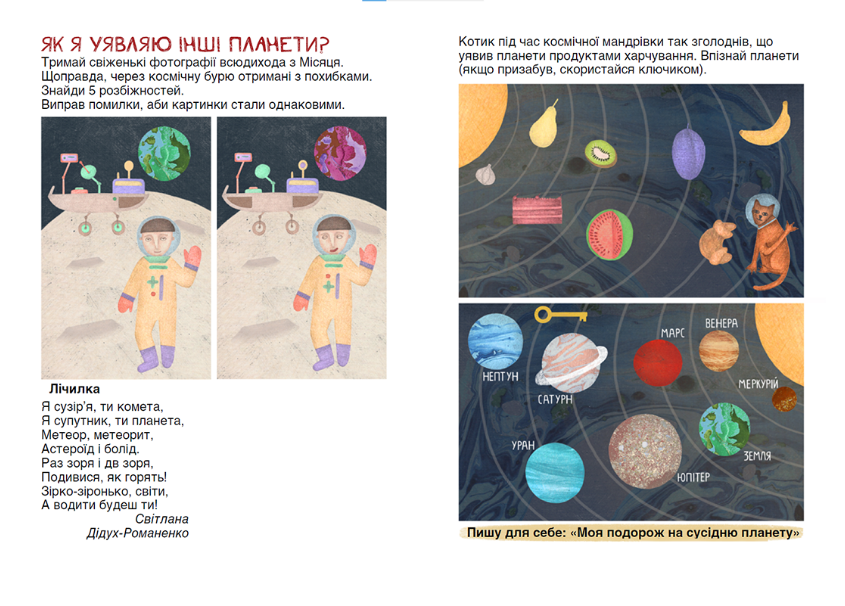 ЯК Я УЯВЛЯЮ ІНШІ ПЛАНЕТИ?
Тримай свіженькі фотографії всюдихода з Місяця.
Щоправда, через космічну бурю отримані з похибками.
Знайди 5 розбіжностей.
Виправ помилки, аби картинки стали однаковими.
Лічилка
Я сузір’я, ти комета,
Я супутник, ти планета,
Метеор, метеорит,
Астероїд і болід.
Раз зоря і дв зоря,
Подивися, як горять!
Зірко-зіронько, світи,
А водити будеш ти!
Світлана
Дідух-Романенко
Котик під час космічної мандрівки так зголоднів, що
уявив планети продуктами харчування. Впізнай планети
(якщо призабув, скористайся ключиком).
НЕПТУН
САТУРН
МАРС
ВЕНЕРА
МЕРКУРІЙ
УРАН
ЮПІТЕР
ЗЕМЛЯ
Пишу для себе: «Моя подорож на сусідню планету»